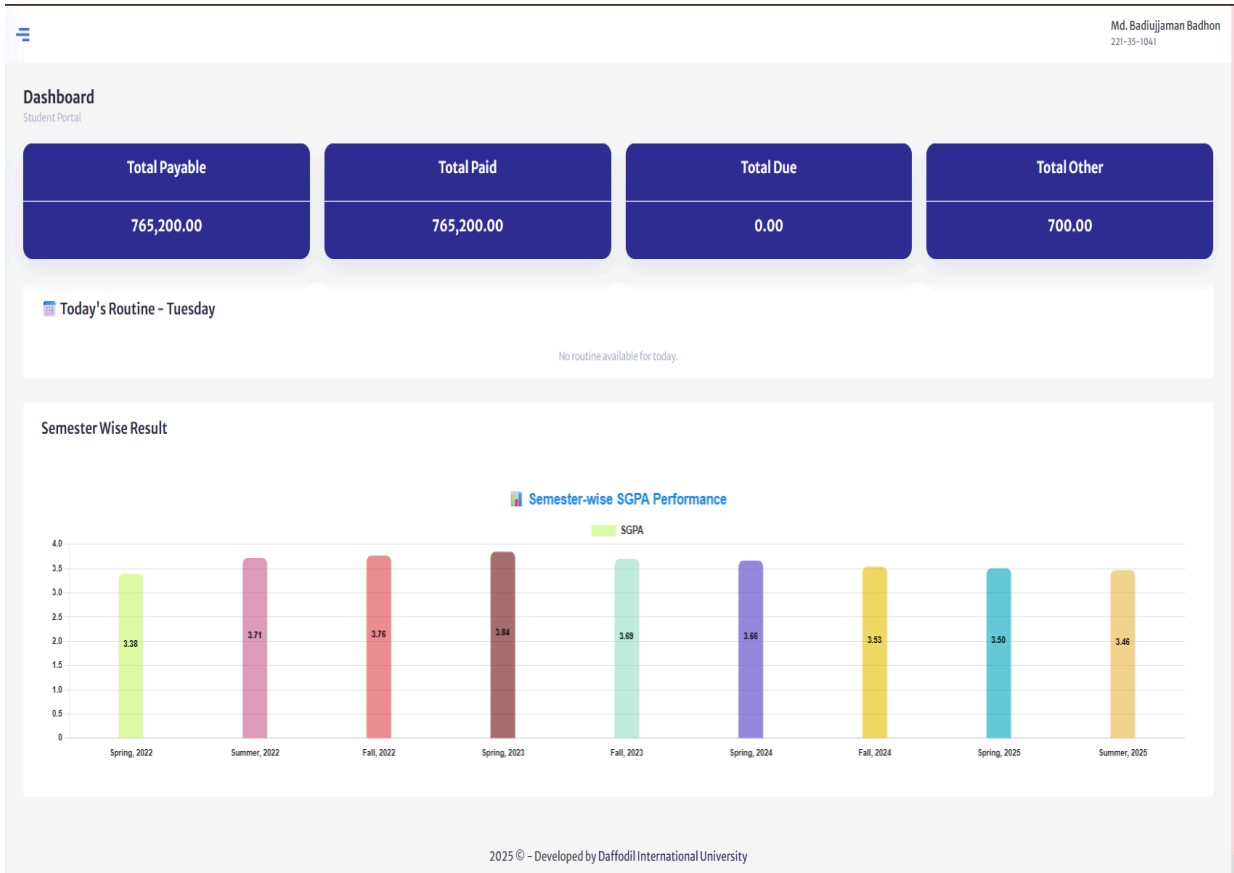 Md. Badiujjaman Badhon
221-35-1041
Dashboard
Student Portal
Total Payable
765,200.00
Total Paid
765,200.00
Total Due
0.00
Total Other
700.00
Today's Routine - Tuesday
No routine available for today.
Semester Wise Result
Semester-wise SGPA Performance
SGPA
4.0
3.5
3.0
2.5
2.0
1.5
1.0
0.5
0
3.38
3.71
3.76
3.84
3.69
3.66
3.53
3.50
3.46
Spring, 2022
Summer, 2022
Fall, 2022
Spring, 2023
Fall, 2023
Spring, 2024
Fall, 2024
Spring, 2025
Summer, 2025
2025 © - Developed by Daffodil International University